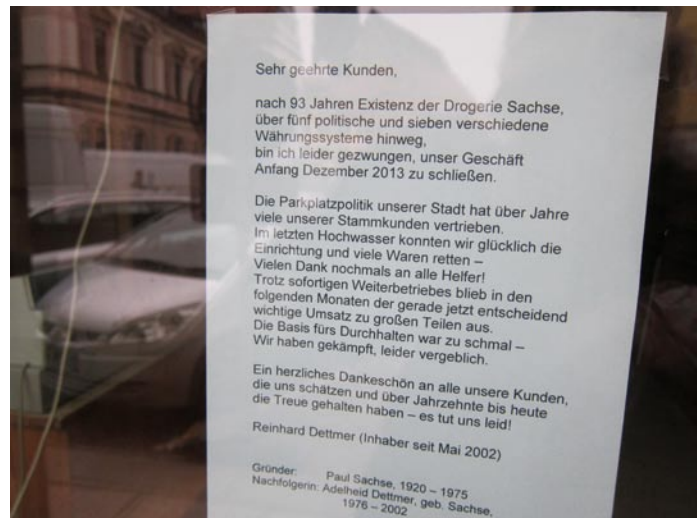 Sehr geehrte Kunden,
nach 93 Jahren Existenz der Drogerie Sachse,
über fünf politische und sieben verschiedene
Währungssysteme hinweg,
bin ich leider gezwungen, unser Geschäft
Anfang Dezember 2013 zu schließen.
Die Parkplatzpolitik unserer Stadt hat über Jahre
viele unserer Stammkunden vertrieben.
Im letzten Hochwasser konnten wir glücklich die
Einrichtung und viele Waren retten –
Vielen Dank nochmals an alle Helfer!
Trotz sofortigen Weiterbetriebes blieb in den
folgenden Monaten der gerade jetzt entscheidend
wichtige Umsatz zu großen Teilen aus.
Die Basis fürs Durchhalten war zu schmal –
Wir haben gekämpft, leider vergeblich.
Ein herzliches Dankeschön an alle unsere Kunden,
die uns schätzen und über Jahrzehnte bis heute
die Treue gehalten haben – es tut uns leid!
Reinhard Dettmer (Inhaber seit Mai 2002)
Gründer: Paul Sachse, 1920 – 1975
Nachfolgerin: Adelheid Dettmer, geb. Sachse,
1976 – 2002